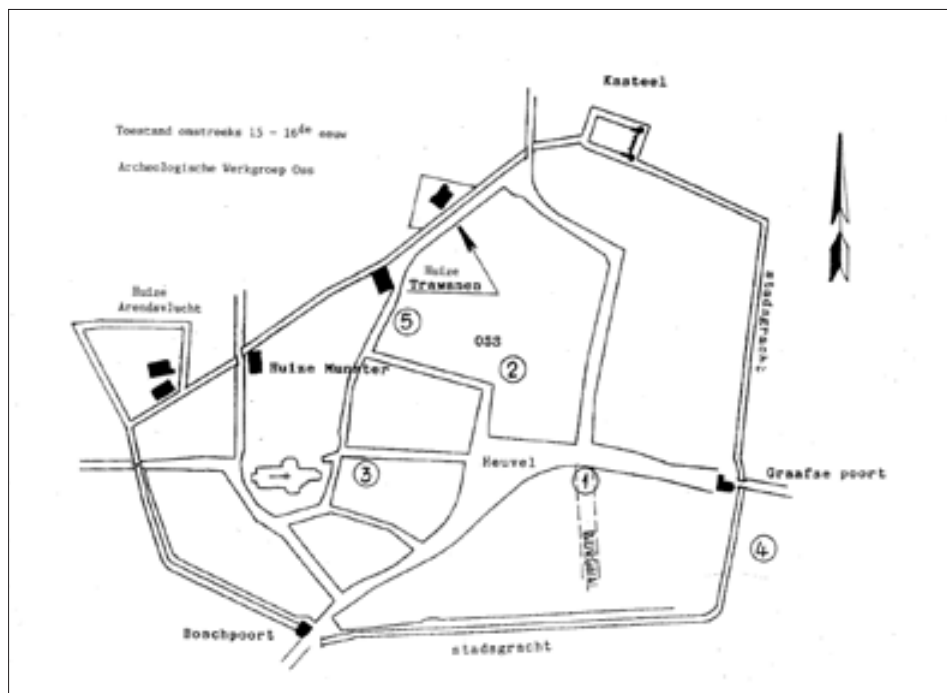 Kasteel
Toestand omstreeks 15 - 16de eeuw
Archeologische Werkgroep Oss
Huize
Trawanen
Huize
Arendsvlucht
stadsgracht
5
OSS
2
Huize Munster
Heuvel
3
1
Graafse poort
4
Boschpoort
stadsgracht